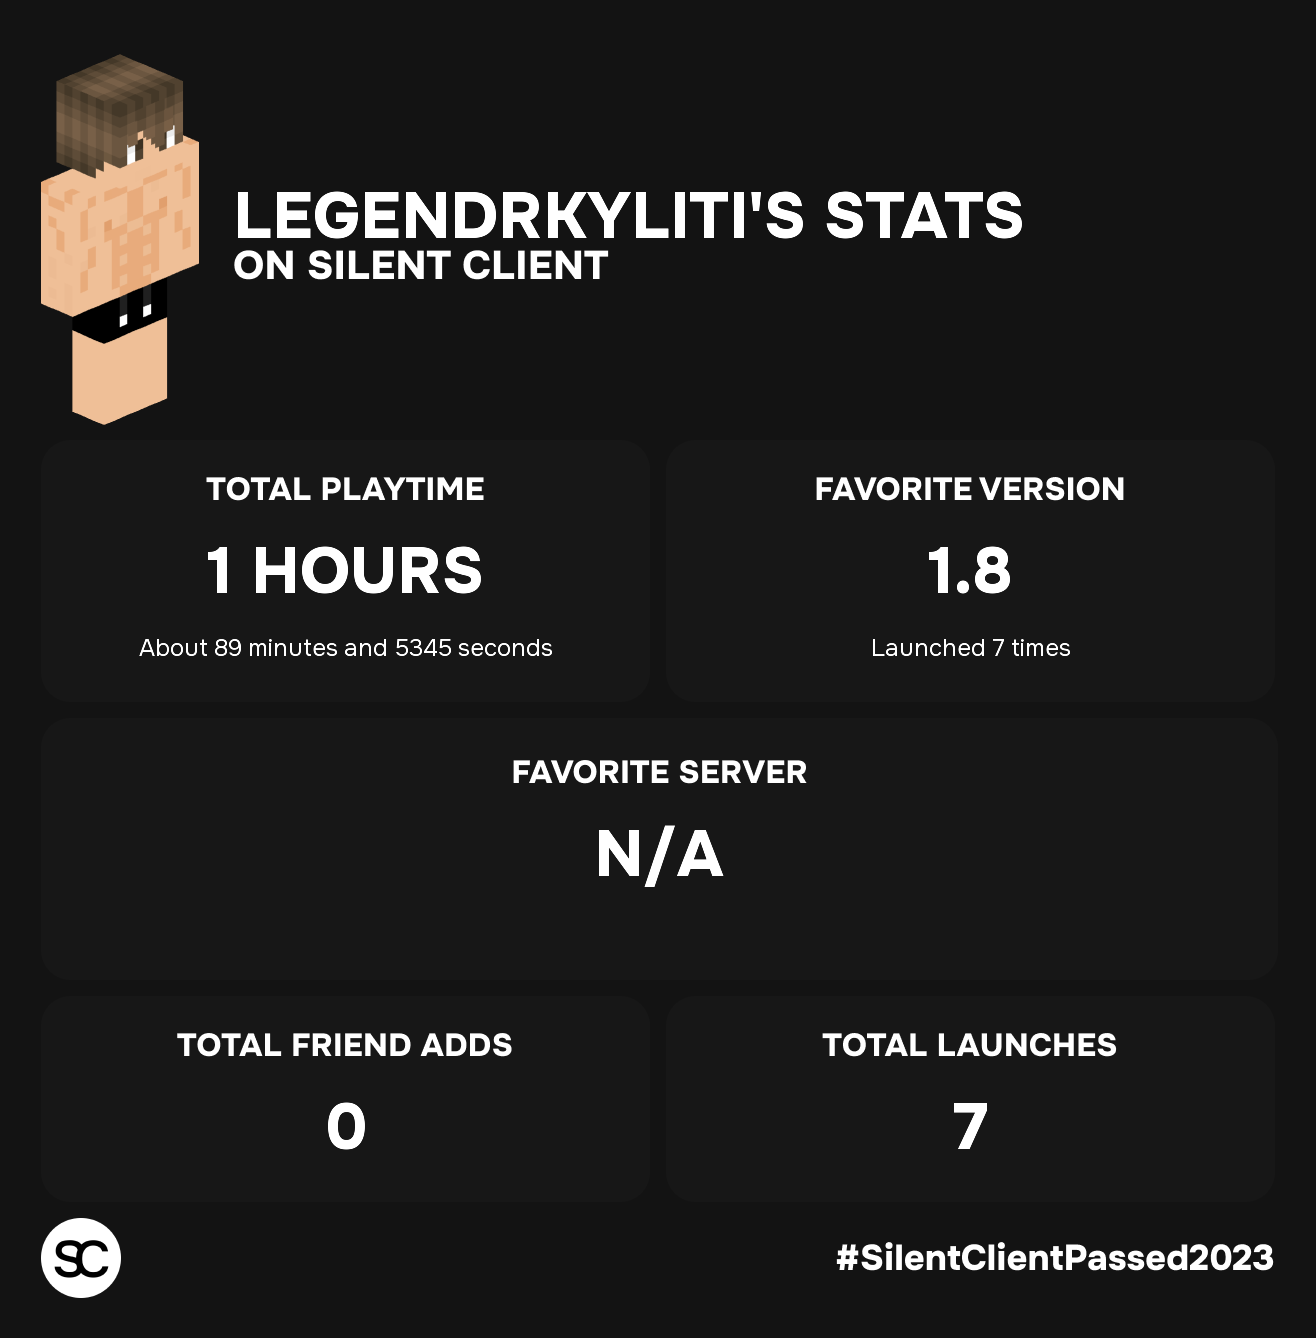 LEGENDRKYLITI'S STATS
ON SILENT CLIENT
TOTAL PLAYTIME
1 HOURS
About 89 minutes and 5345 seconds
FAVORITE VERSION
1.8
Launched 7 times
FAVORITE SERVER
N/A
TOTAL FRIEND ADDS
0
TOTAL LAUNCHES
7
SC
#SilentClientPassed2023